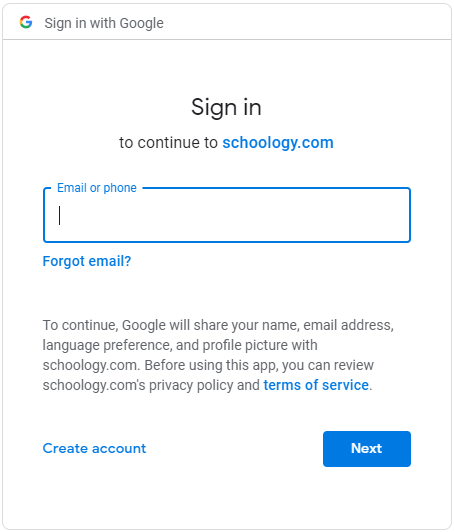 Sign in with Google
Sign in
to continue to schoology.com
Email or phone
Forgot email?
To continue, Google will share your name, email address,
language preference, and profile picture with
schoology.com. Before using this app, you can review
schoology.com's privacy policy and terms of service.
Create account
Next